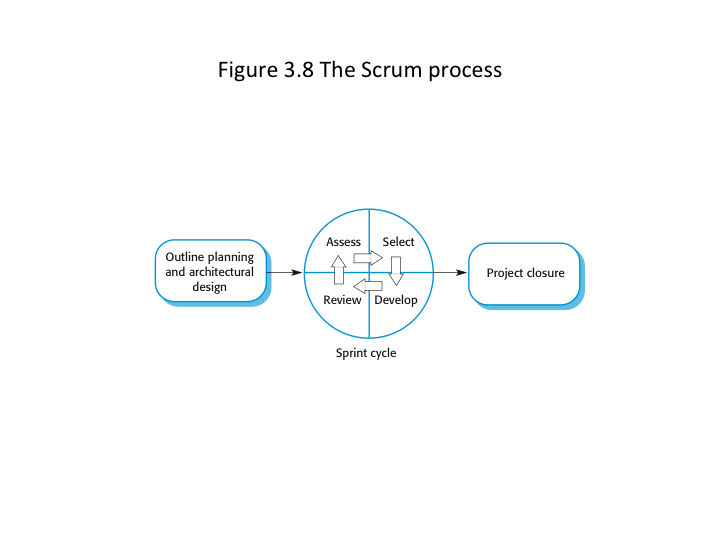 Figure 3.8 The Scrum process
Outline planning
and architectural
design
Assess
Select
Review
Develop
Sprint cycle
Project closure